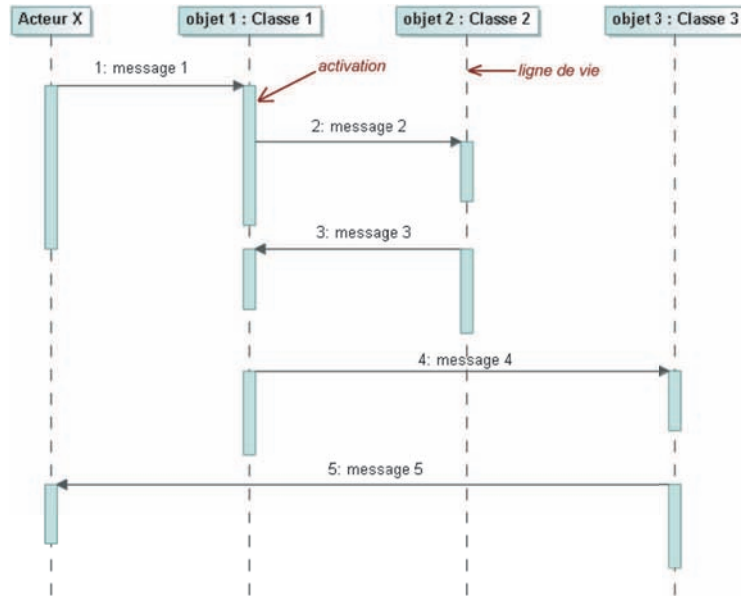 Acteur X
objet 1 : Classe 1
objet 2 : Classe 2
objet 3 : Classe 3
1: message 1
activation
ligne de vie
2: message 2
3: message 3
4: message 4
5: message 5